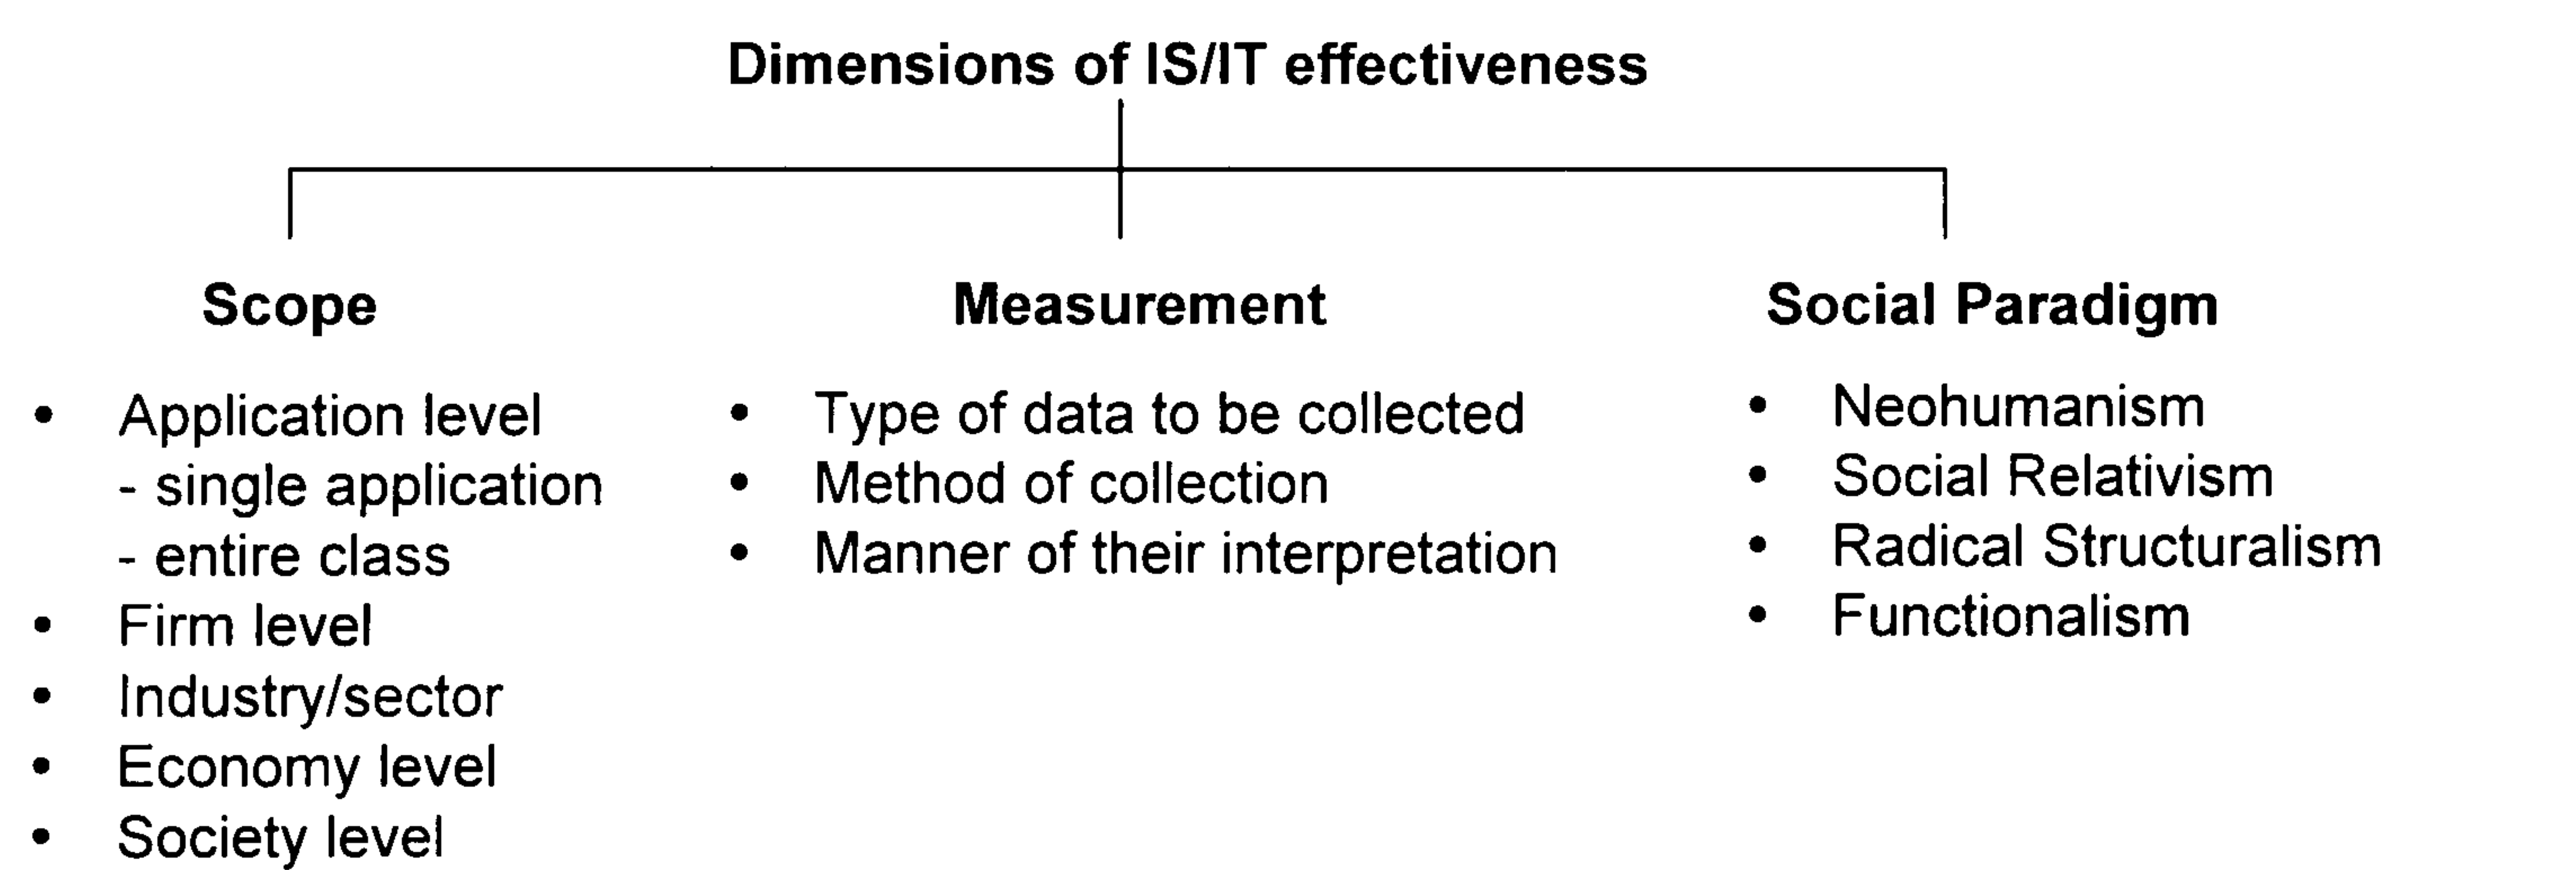 Dimensions of IS/IT effectiveness
Scope
• Application level
- single application
- entire class
• Firm level
• Industry/sector
• Economy level
• Society level
Measurement
• Type of data to be collected
• Method of collection
• Manner of their interpretation
Social Paradigm
• Neohumanism
• Social Relativism
• Radical Structuralism
• Functionalism